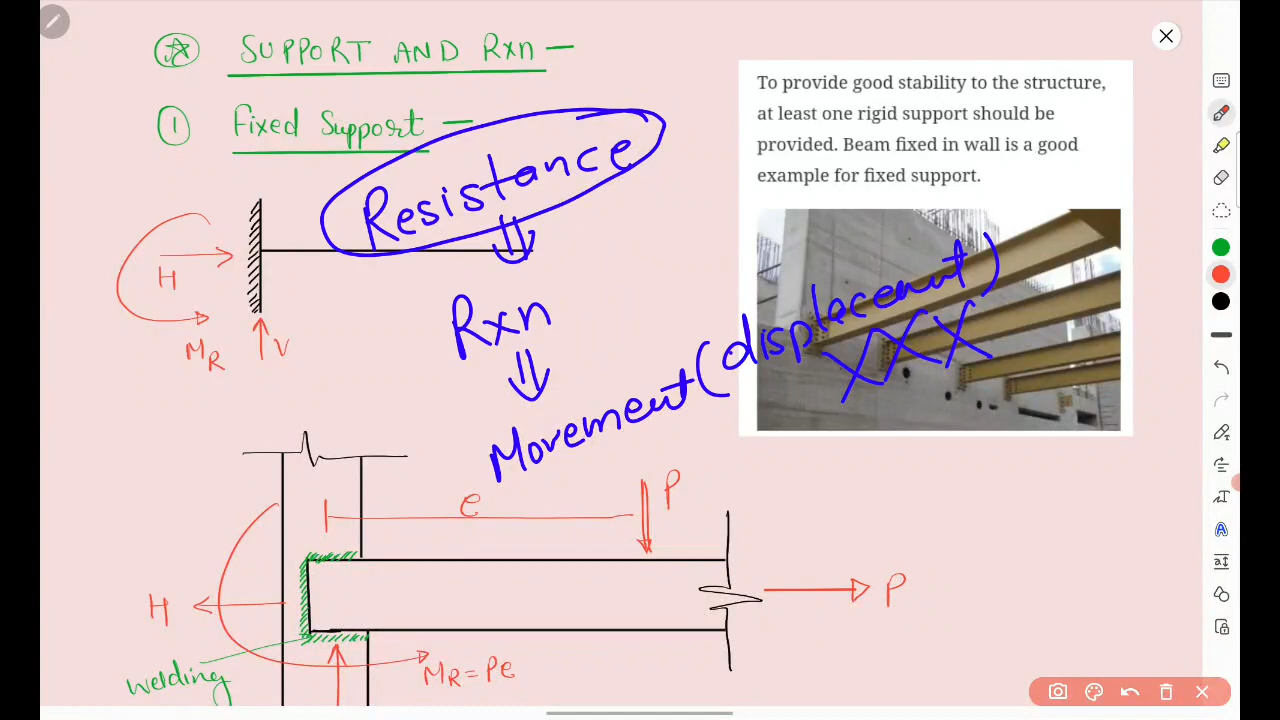 SUPPORT AND Rxn —
1 Fixed Support —
Resistance
H
MR
V
Rxn
Movement (displacement)
XXX
To provide good stability to the structure,
at least one rigid support should be
provided. Beam fixed in wall is a good
example for fixed support.
e
P
H
P
welding
MR = Pe